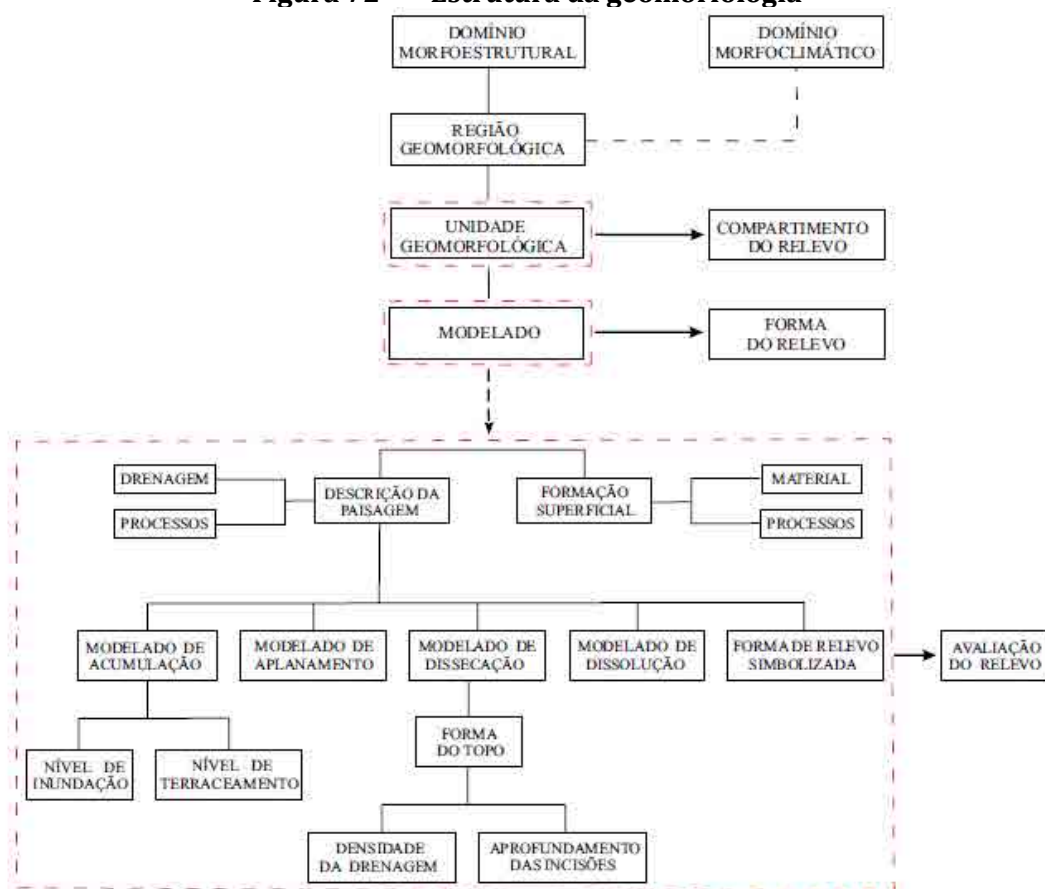 Figura 72 Estrutura da geomorfologia
DOMÍNIO
MORFOESTRUTURAL
DOMÍNIO
MORFOCLIMÁTICO
REGIÃO
GEOMORFOLÓGICA
UNIDADE
GEOMORFOLÓGICA
COMPARTIMENTO
DO RELEVO
MODELADO
FORMA
DO RELEVO
DRENAGEM
PROCESSOS
DESCRIÇÃO DA
PAISAGEM
FORMAÇÃO
SUPERFICIAL
MATERIAL
PROCESSOS
MODELADO DE
ACUMULAÇÃO
MODELADO DE
APLANAMENTO
MODELADO DE
DISSECAÇÃO
MODELADO DE
DISSOLUÇÃO
FORMA DE RELEVO
SIMBOLIZADA
AVALIAÇÃO
DO RELEVO
NÍVEL DE
INUNDAÇÃO
NÍVEL DE
TERRACEAMENTO
FORMA
DO TOPO
DENSIDADE
DA DRENAGEM
APROFUNDAMENTO
DAS INCISÕES